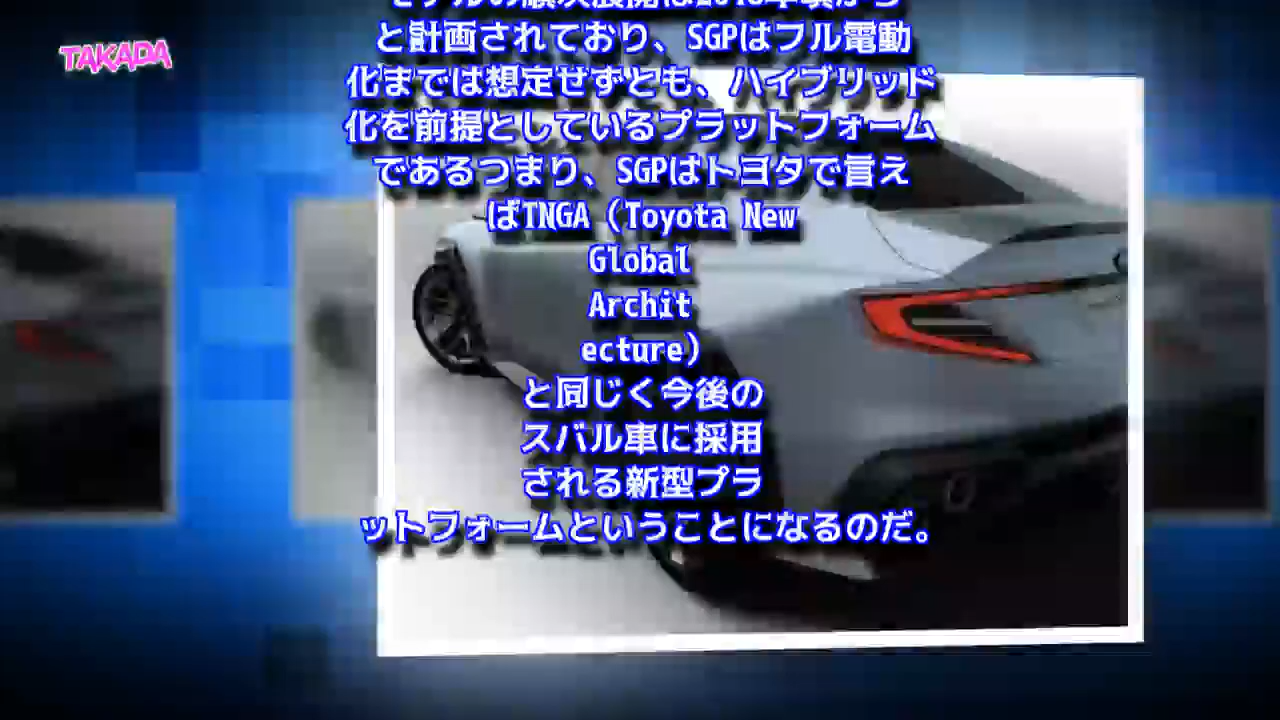 TAKADA
と計画されており、SGPはフル電動
化までは想定せずとも、ハイブリッド
化を前提としているプラットフォーム
であるつまり、SGPはトヨタで言え
ばTNGA（Toyota New
Global
Archit
ecture）
と同じく今後の
スバル車に採用
される新型プラ
ットフォームということになるのだ。